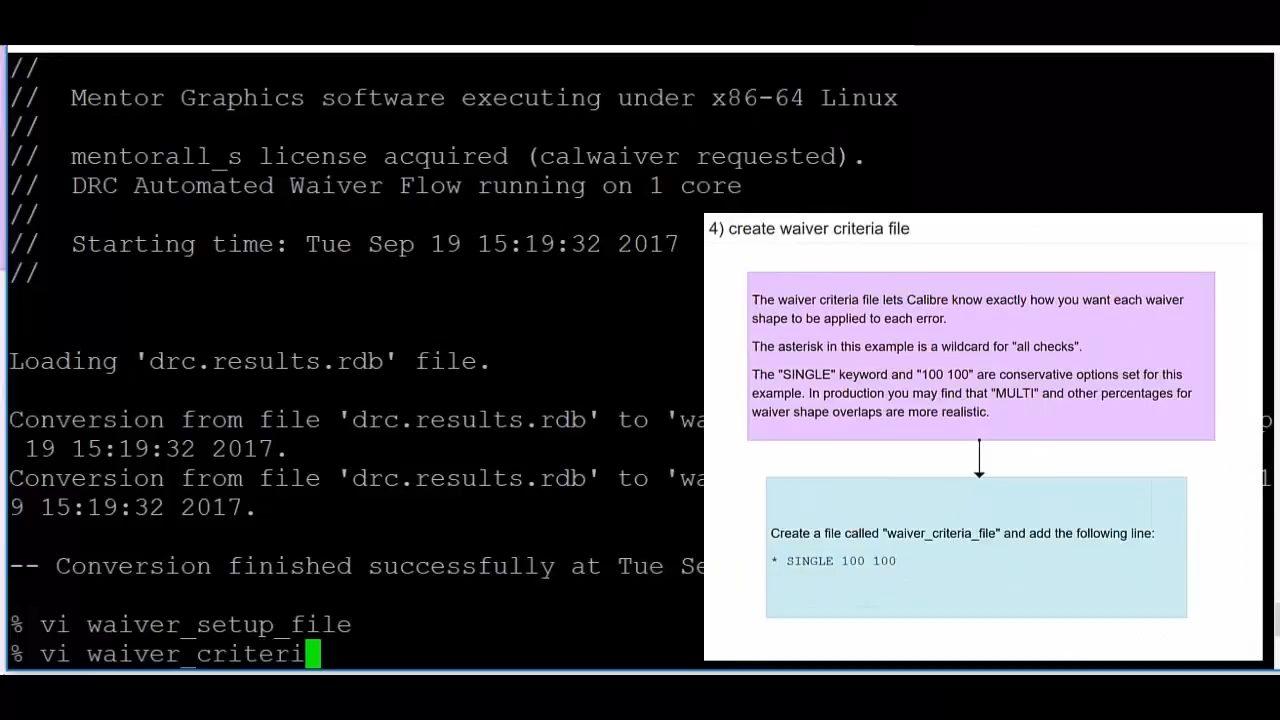 //
// Mentor Graphics software executing under x86-64 Linux
//
// mentorall_s license acquired (calwaiver requested).
// DRC Automated Waiver Flow running on 1 core
//
// Starting time: Tue Sep 19 15:19:32 2017
//
Loading 'drc.results.rdb' file.
Conversion from file 'drc.results.rdb' to 'wa
19 15:19:32 2017.
Conversion from file 'drc.results.rdb' to 'wa
9 15:19:32 2017.
-- Conversion finished successfully at Tue Se
% vi waiver_setup_file
% vi waiver_criteri
4) create waiver criteria file
The waiver criteria file lets Calibre know exactly how you want each waiver
shape to be applied to each error.
The asterisk in this example is a wildcard for "all checks".
The "SINGLE" keyword and "100 100" are conservative options set for this
example. In production you may find that "MULTI" and other percentages for
waiver shape overlaps are more realistic.
Create a file called "waiver_criteria_file" and add the following line:
* SINGLE 100 100